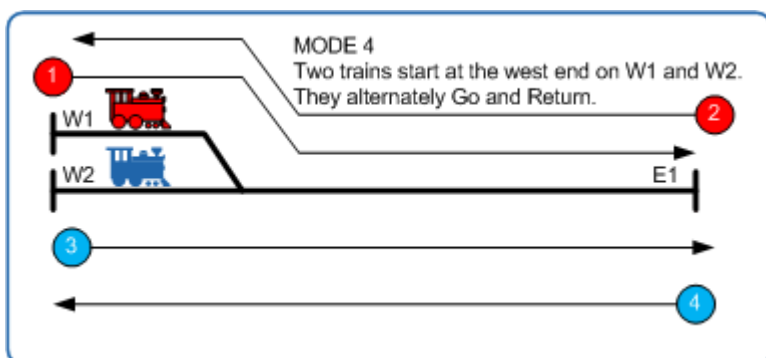 MODE 4
Two trains start at the west end on W1 and W2.
They alternately Go and Return.
1
2
W1
W2
E1
3
4